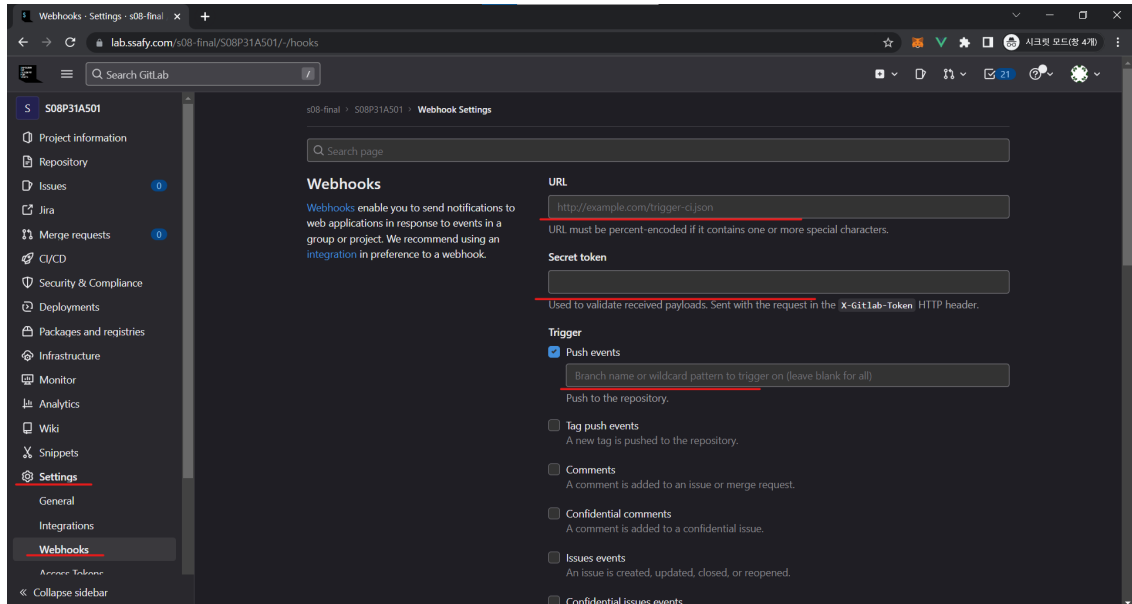 Webhooks · Settings · s08-final
lab.ssafy.com/s08-final/S08P31A501/-/hooks
시크릿 모드(창 4개)
Search GitLab
/
21
S S08P31A501
Project information
Repository
Issues 0
Jira
Merge requests 0
CI/CD
Security & Compliance
Deployments
Packages and registries
Infrastructure
Monitor
Analytics
Wiki
Snippets
Settings
General
Integrations
Webhooks
Access Tokens
Collapse sidebar
s08-final > S08P31A501 > Webhook Settings
Search page
Webhooks
Webhooks enable you to send notifications to
web applications in response to events in a
group or project. We recommend using an
integration in preference to a webhook.
URL
http://example.com/trigger-ci.json
URL must be percent-encoded if it contains one or more special characters.
Secret token
Used to validate received payloads. Sent with the request in the X-Gitlab-Token HTTP header.
Trigger
Push events
Branch name or wildcard pattern to trigger on (leave blank for all)
Push to the repository.
Tag push events
A new tag is pushed to the repository.
Comments
A comment is added to an issue or merge request.
Confidential comments
A comment is added to a confidential issue.
Issues events
An issue is created, updated, closed, or reopened.
Confidential issues events